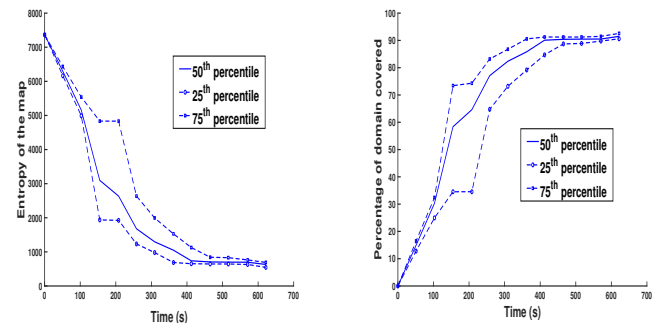 8000
7000
6000
5000
4000
3000
2000
1000
0
0 100 200 300 400 500 600 700
Entropy of the map
Time (s)
50th percentile
25th percentile
75th percentile
100
90
80
70
60
50
40
30
20
10
0
0 100 200 300 400 500 600 700
Percentage of domain covered
Time (s)
50th percentile
25th percentile
75th percentile